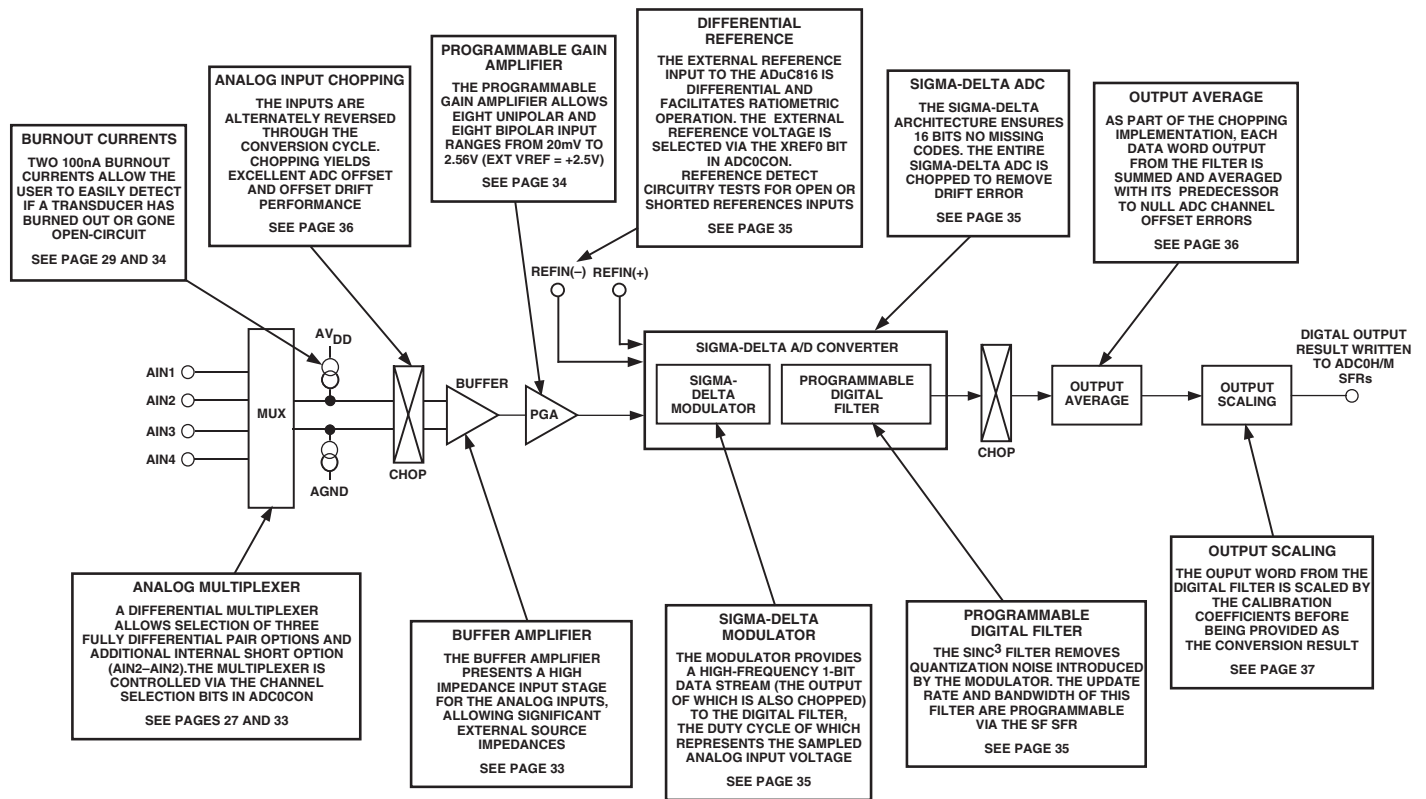 DIFFERENTIAL
REFERENCE
THE EXTERNAL REFERENCE
INPUT TO THE ADuC816 IS
DIFFERENTIAL AND
FACILITATES RATIOMETRIC
OPERATION. THE EXTERNAL
REFERENCE VOLTAGE IS
SELECTED VIA THE XREF0 BIT
IN ADC0CON.
REFERENCE DETECT
CIRCUITRY TESTS FOR OPEN OR
SHORTED REFERENCES INPUTS
SEE PAGE 35
PROGRAMMABLE GAIN
AMPLIFIER
THE PROGRAMMABLE
GAIN AMPLIFIER ALLOWS
EIGHT UNIPOLAR AND
EIGHT BIPOLAR INPUT
RANGES FROM 20mV TO
2.56V (EXT VREF = +2.5V)
SEE PAGE 34
ANALOG INPUT CHOPPING
THE INPUTS ARE
ALTERNATELY REVERSED
THROUGH THE
CONVERSION CYCLE.
CHOPPING YIELDS
EXCELLENT ADC OFFSET
AND OFFSET DRIFT
PERFORMANCE
SEE PAGE 36
SIGMA-DELTA ADC
THE SIGMA-DELTA
ARCHITECTURE ENSURES
16 BITS NO MISSING
CODES. THE ENTIRE
SIGMA-DELTA ADC IS
CHOPPED TO REMOVE
DRIFT ERROR
SEE PAGE 35
OUTPUT AVERAGE
AS PART OF THE CHOPPING
IMPLEMENTATION, EACH
DATA WORD OUTPUT
FROM THE FILTER IS
SUMMED AND AVERAGED
WITH ITS PREDECESSOR
TO NULL ADC CHANNEL
OFFSET ERRORS
SEE PAGE 36
BURNOUT CURRENTS
TWO 100nA BURNOUT
CURRENTS ALLOW THE
USER TO EASILY DETECT
IF A TRANSDUCER HAS
BURNED OUT OR GONE
OPEN-CIRCUIT
SEE PAGE 29 AND 34
REFIN(–) REFIN(+)
AIN1
AIN2
AIN3
AIN4
MUX
AVDD
AGND
CHOP
BUFFER
PGA
SIGMA-DELTA A/D CONVERTER
SIGMA-
DELTA
MODULATOR
PROGRAMMABLE
DIGITAL
FILTER
CHOP
OUTPUT
AVERAGE
OUTPUT
SCALING
DIGTAL OUTPUT
RESULT WRITTEN
TO ADC0H/M
SFRs
ANALOG MULTIPLEXER
A DIFFERENTIAL MULTIPLEXER
ALLOWS SELECTION OF THREE
FULLY DIFFERENTIAL PAIR OPTIONS AND
ADDITIONAL INTERNAL SHORT OPTION
(AIN2–AIN2).THE MULTIPLEXER IS
CONTROLLED VIA THE CHANNEL
SELECTION BITS IN ADC0CON
SEE PAGES 27 AND 33
BUFFER AMPLIFIER
THE BUFFER AMPLIFIER
PRESENTS A HIGH
IMPEDANCE INPUT STAGE
FOR THE ANALOG INPUTS,
ALLOWING SIGNIFICANT
EXTERNAL SOURCE
IMPEDANCES
SEE PAGE 33
SIGMA-DELTA
MODULATOR
THE MODULATOR PROVIDES
A HIGH-FREQUENCY 1-BIT
DATA STREAM (THE OUTPUT
OF WHICH IS ALSO CHOPPED)
TO THE DIGITAL FILTER,
THE DUTY CYCLE OF WHICH
REPRESENTS THE SAMPLED
ANALOG INPUT VOLTAGE
SEE PAGE 35
PROGRAMMABLE
DIGITAL FILTER
THE SINC³ FILTER REMOVES
QUANTIZATION NOISE INTRODUCED
BY THE MODULATOR. THE UPDATE
RATE AND BANDWIDTH OF THIS
FILTER ARE PROGRAMMABLE
VIA THE SF SFR
SEE PAGE 35
OUTPUT SCALING
THE OUPUT WORD FROM THE
DIGITAL FILTER IS SCALED BY
THE CALIBRATION
COEFFICIENTS BEFORE
BEING PROVIDED AS
THE CONVERSION RESULT
SEE PAGE 37